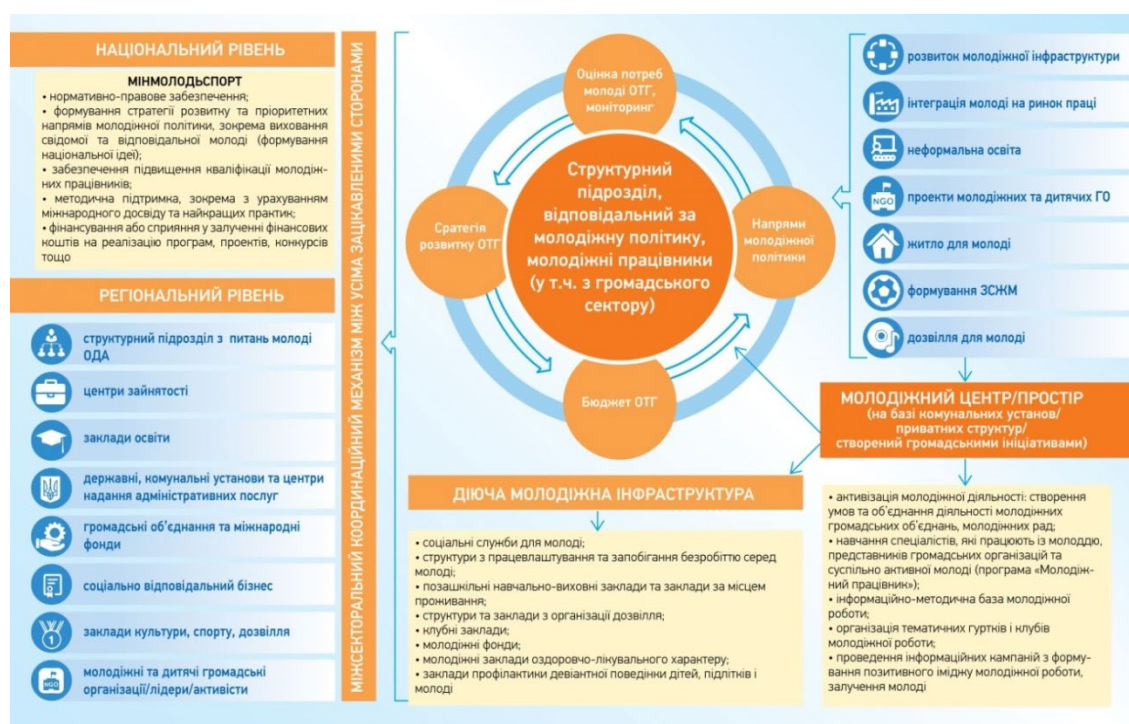 НАЦІОНАЛЬНИЙ РІВЕНЬ
МІНМОЛОДЬСПОРТ
• нормативно-правове забезпечення;
• формування стратегії розвитку та пріоритетних
напрямів молодіжної політики, зокрема виховання
свідомої та відповідальної молоді (формування
національної ідеї);
• забезпечення підвищення кваліфікації молодіж-
них працівників;
• методична підтримка, зокрема з урахуванням
міжнародного досвіду та найкращих практик;
• фінансування або сприяння у залученні фінансових
коштів на реалізацію програм, проектів, конкурсів
тощо
РЕГІОНАЛЬНИЙ РІВЕНЬ
структурний підрозділ з питань молоді
ОДА
центри зайнятості
заклади освіти
державні, комунальні установи та центри
надання адміністративних послуг
громадські об'єднання та міжнародні
фонди
соціально відповідальний бізнес
1
заклади культури, спорту, дозвілля
NGO
молодіжні та дитячі громадські
організації/лідери/активісти
МІЖСЕКТОРАЛЬНИЙ КООРДИНАЦІЙНИЙ МЕХАНІЗМ МІЖ УСІМА ЗАЦІКАВЛЕНИМИ СТОРОНАМИ
Оцінка потреб
молоді ОТГ,
моніторинг
Сратегія
розвитку ОТГ
Структурний
підрозділ,
відповідальний за
молодіжну політику,
молодіжні працівники
(у т.ч. з громадського
сектору)
Напрями
молодіжної
політики
Бюджет ОТГ
розвиток молодіжної інфраструктури
інтеграція молоді на ринок праці
неформальна освіта
NGO
проекти молодіжних та дитячих ГО
житло для молоді
формування ЗСЖМ
дозвілля для молоді
МОЛОДІЖНИЙ ЦЕНТР/ПРОСТІР
(на базі комунальних установ/
приватних структур/
створений громадськими ініціативами)
ДІЮЧА МОЛОДІЖНА ІНФРАСТРУКТУРА
• соціальні служби для молоді;
• структури з працевлаштування та запобігання безробіттю серед
молоді;
• позашкільні навчально-виховні заклади та заклади за місцем
проживання;
• структури та заклади з організації дозвілля;
• клубні заклади;
• молодіжні фонди;
• молодіжні заклади оздоровчо-лікувального характеру;
• заклади профілактики девіантної поведінки дітей, підлітків і
молоді
• активізація молодіжної діяльності: створення
умов та об'єднання діяльності молодіжних
громадських об'єднань, молодіжних рад;
• навчання спеціалістів, які працюють із молоддю,
представників громадських організацій та
суспільно активної молоді (програма «Молодіж-
ний працівник»);
• інформаційно-методична база молодіжної
роботи;
• організація тематичних гуртків і клубів
молодіжної роботи;
• проведення інформаційних кампаній з форму-
вання позитивного іміджу молодіжної роботи,
залучення молоді